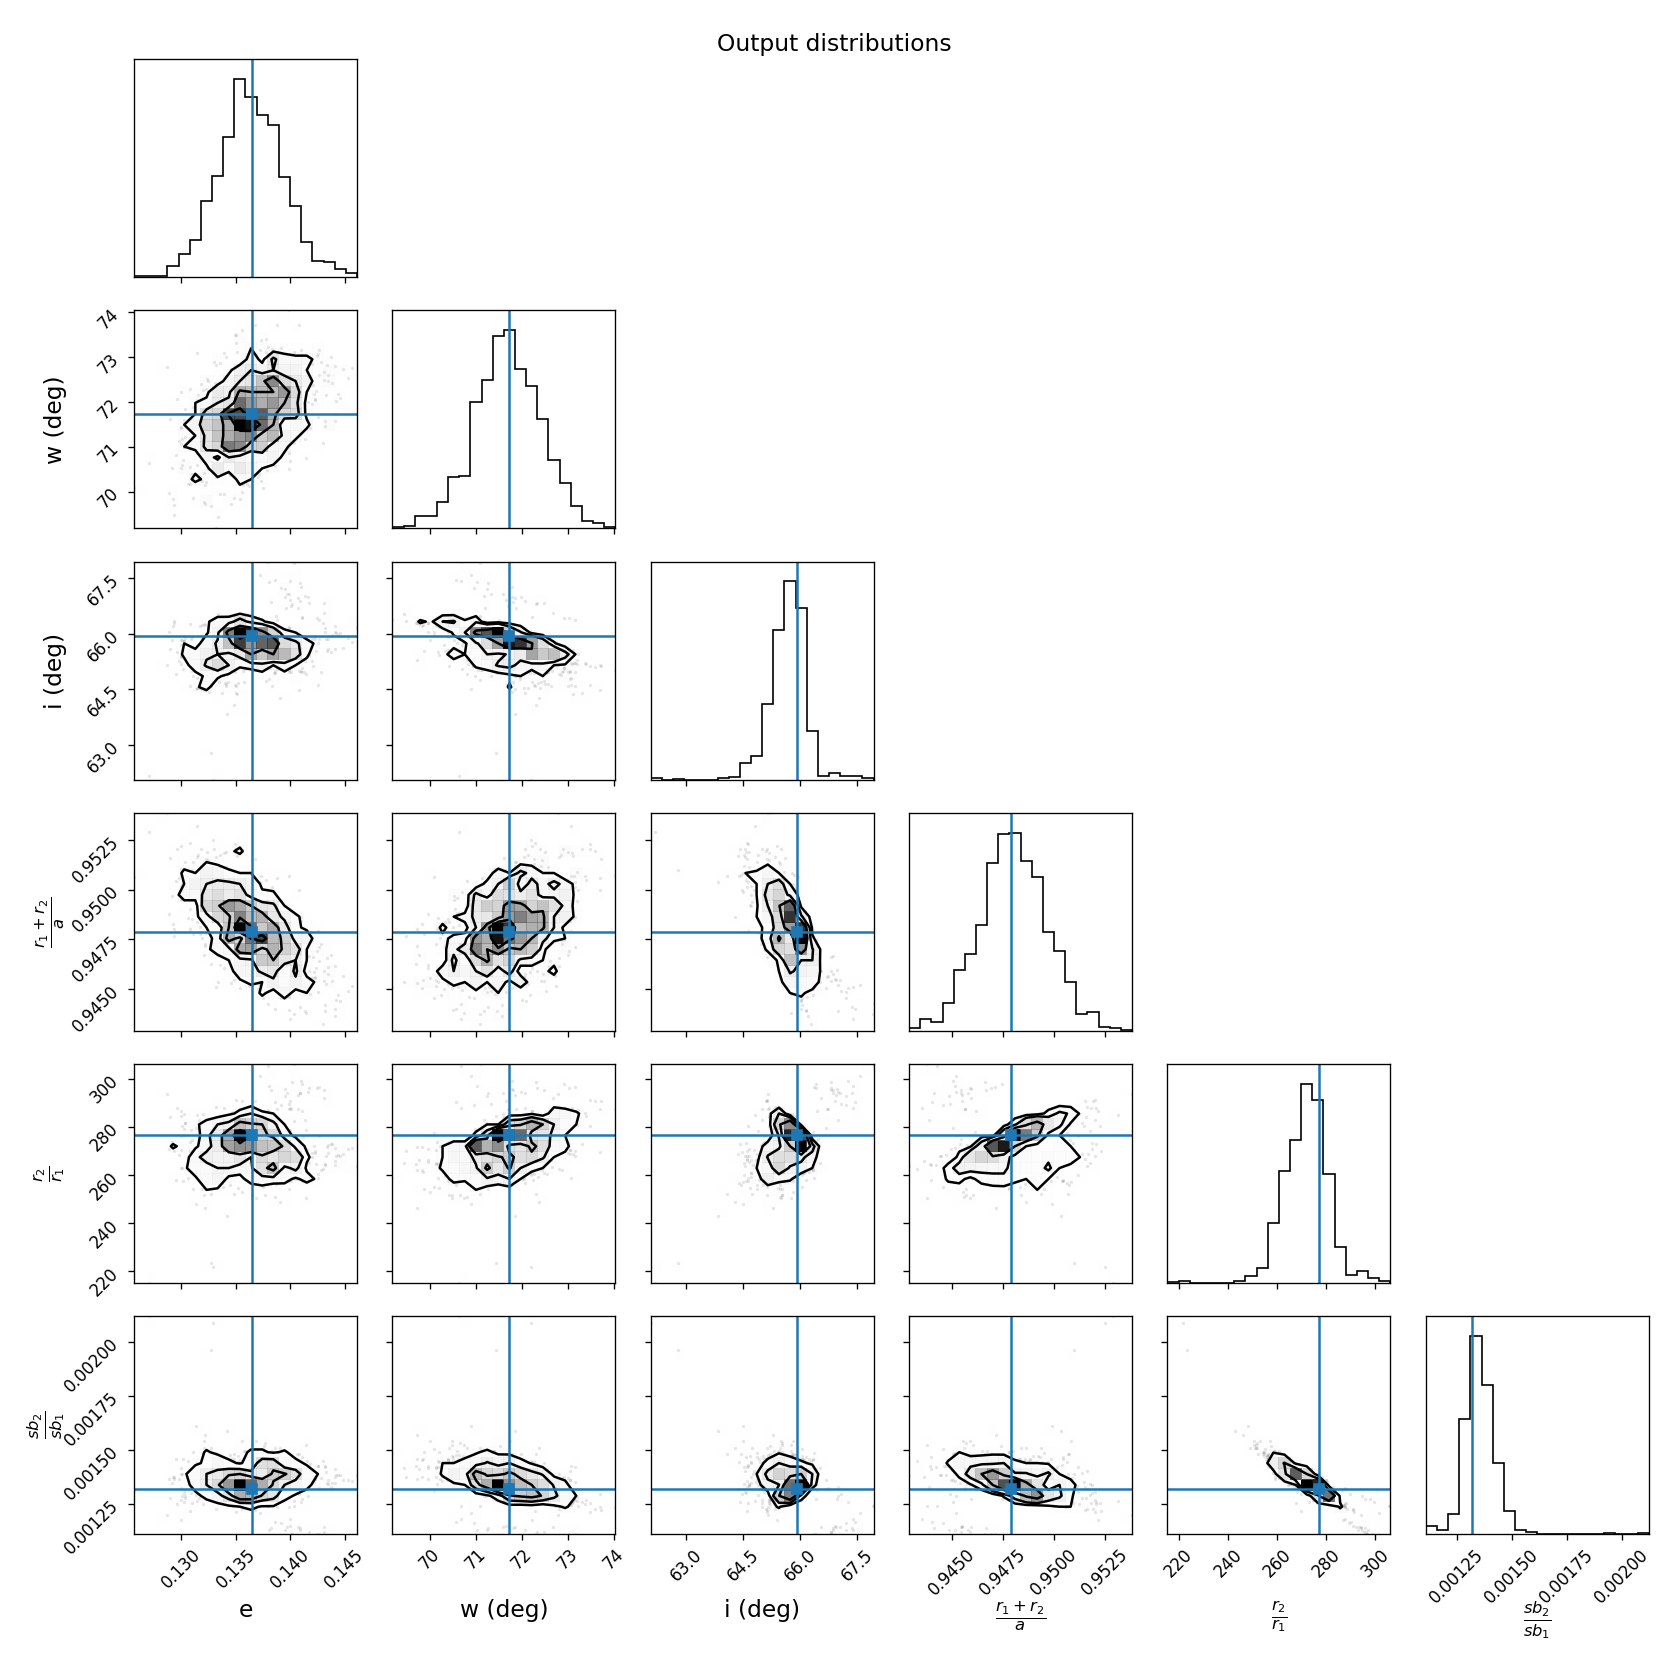 Output distributions
74
73
72
71
70
w (deg)
67.5
66.0
64.5
63.0
i (deg)
0.9525
0.9500
0.9475
0.9450
r₁ + r₂
a
300
280
260
240
220
r₂
r₁
0.00200
0.00175
0.00150
0.00125
sb₂
sb₁
0.130 0.135 0.140 0.145 70 71 72 73 74 63.0 64.5 66.0 67.5 0.9450 0.9475 0.9500 0.9525 220 240 260 280 300 0.00125 0.00150 0.00175 0.00200
e w (deg) i (deg)
r₁ + r₂
a
r₂
r₁
sb₂
sb₁